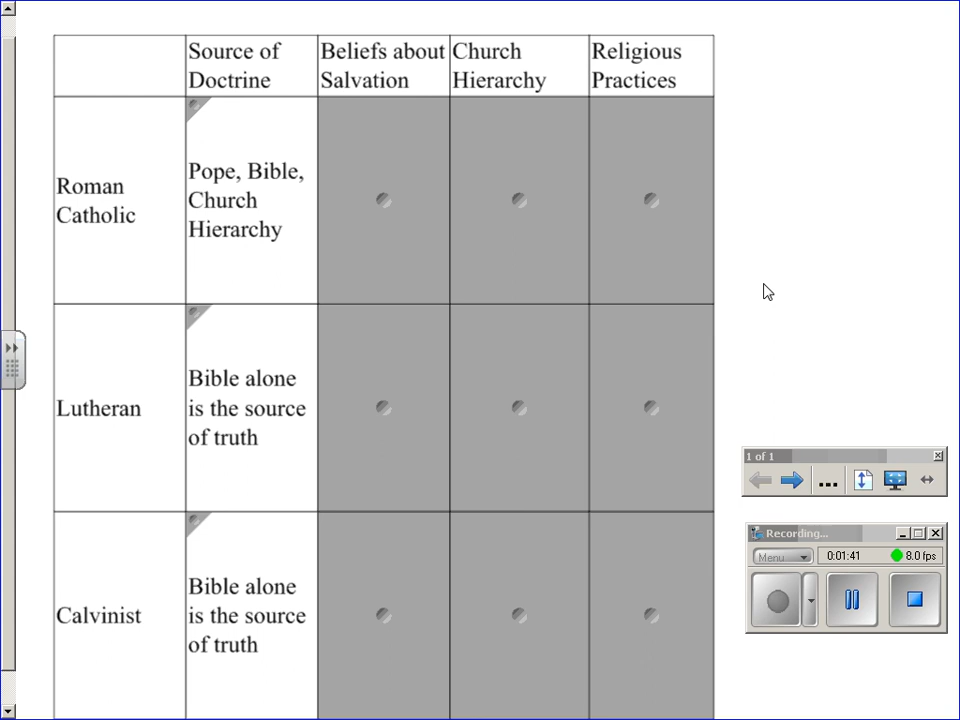 Source of Doctrine
Beliefs about Salvation
Church Hierarchy
Religious Practices
Roman Catholic
Pope, Bible, Church Hierarchy
Lutheran
Bible alone is the source of truth
Calvinist
Bible alone is the source of truth
1 of 1
Recording...
Menu
0:01:41
8.0 fps